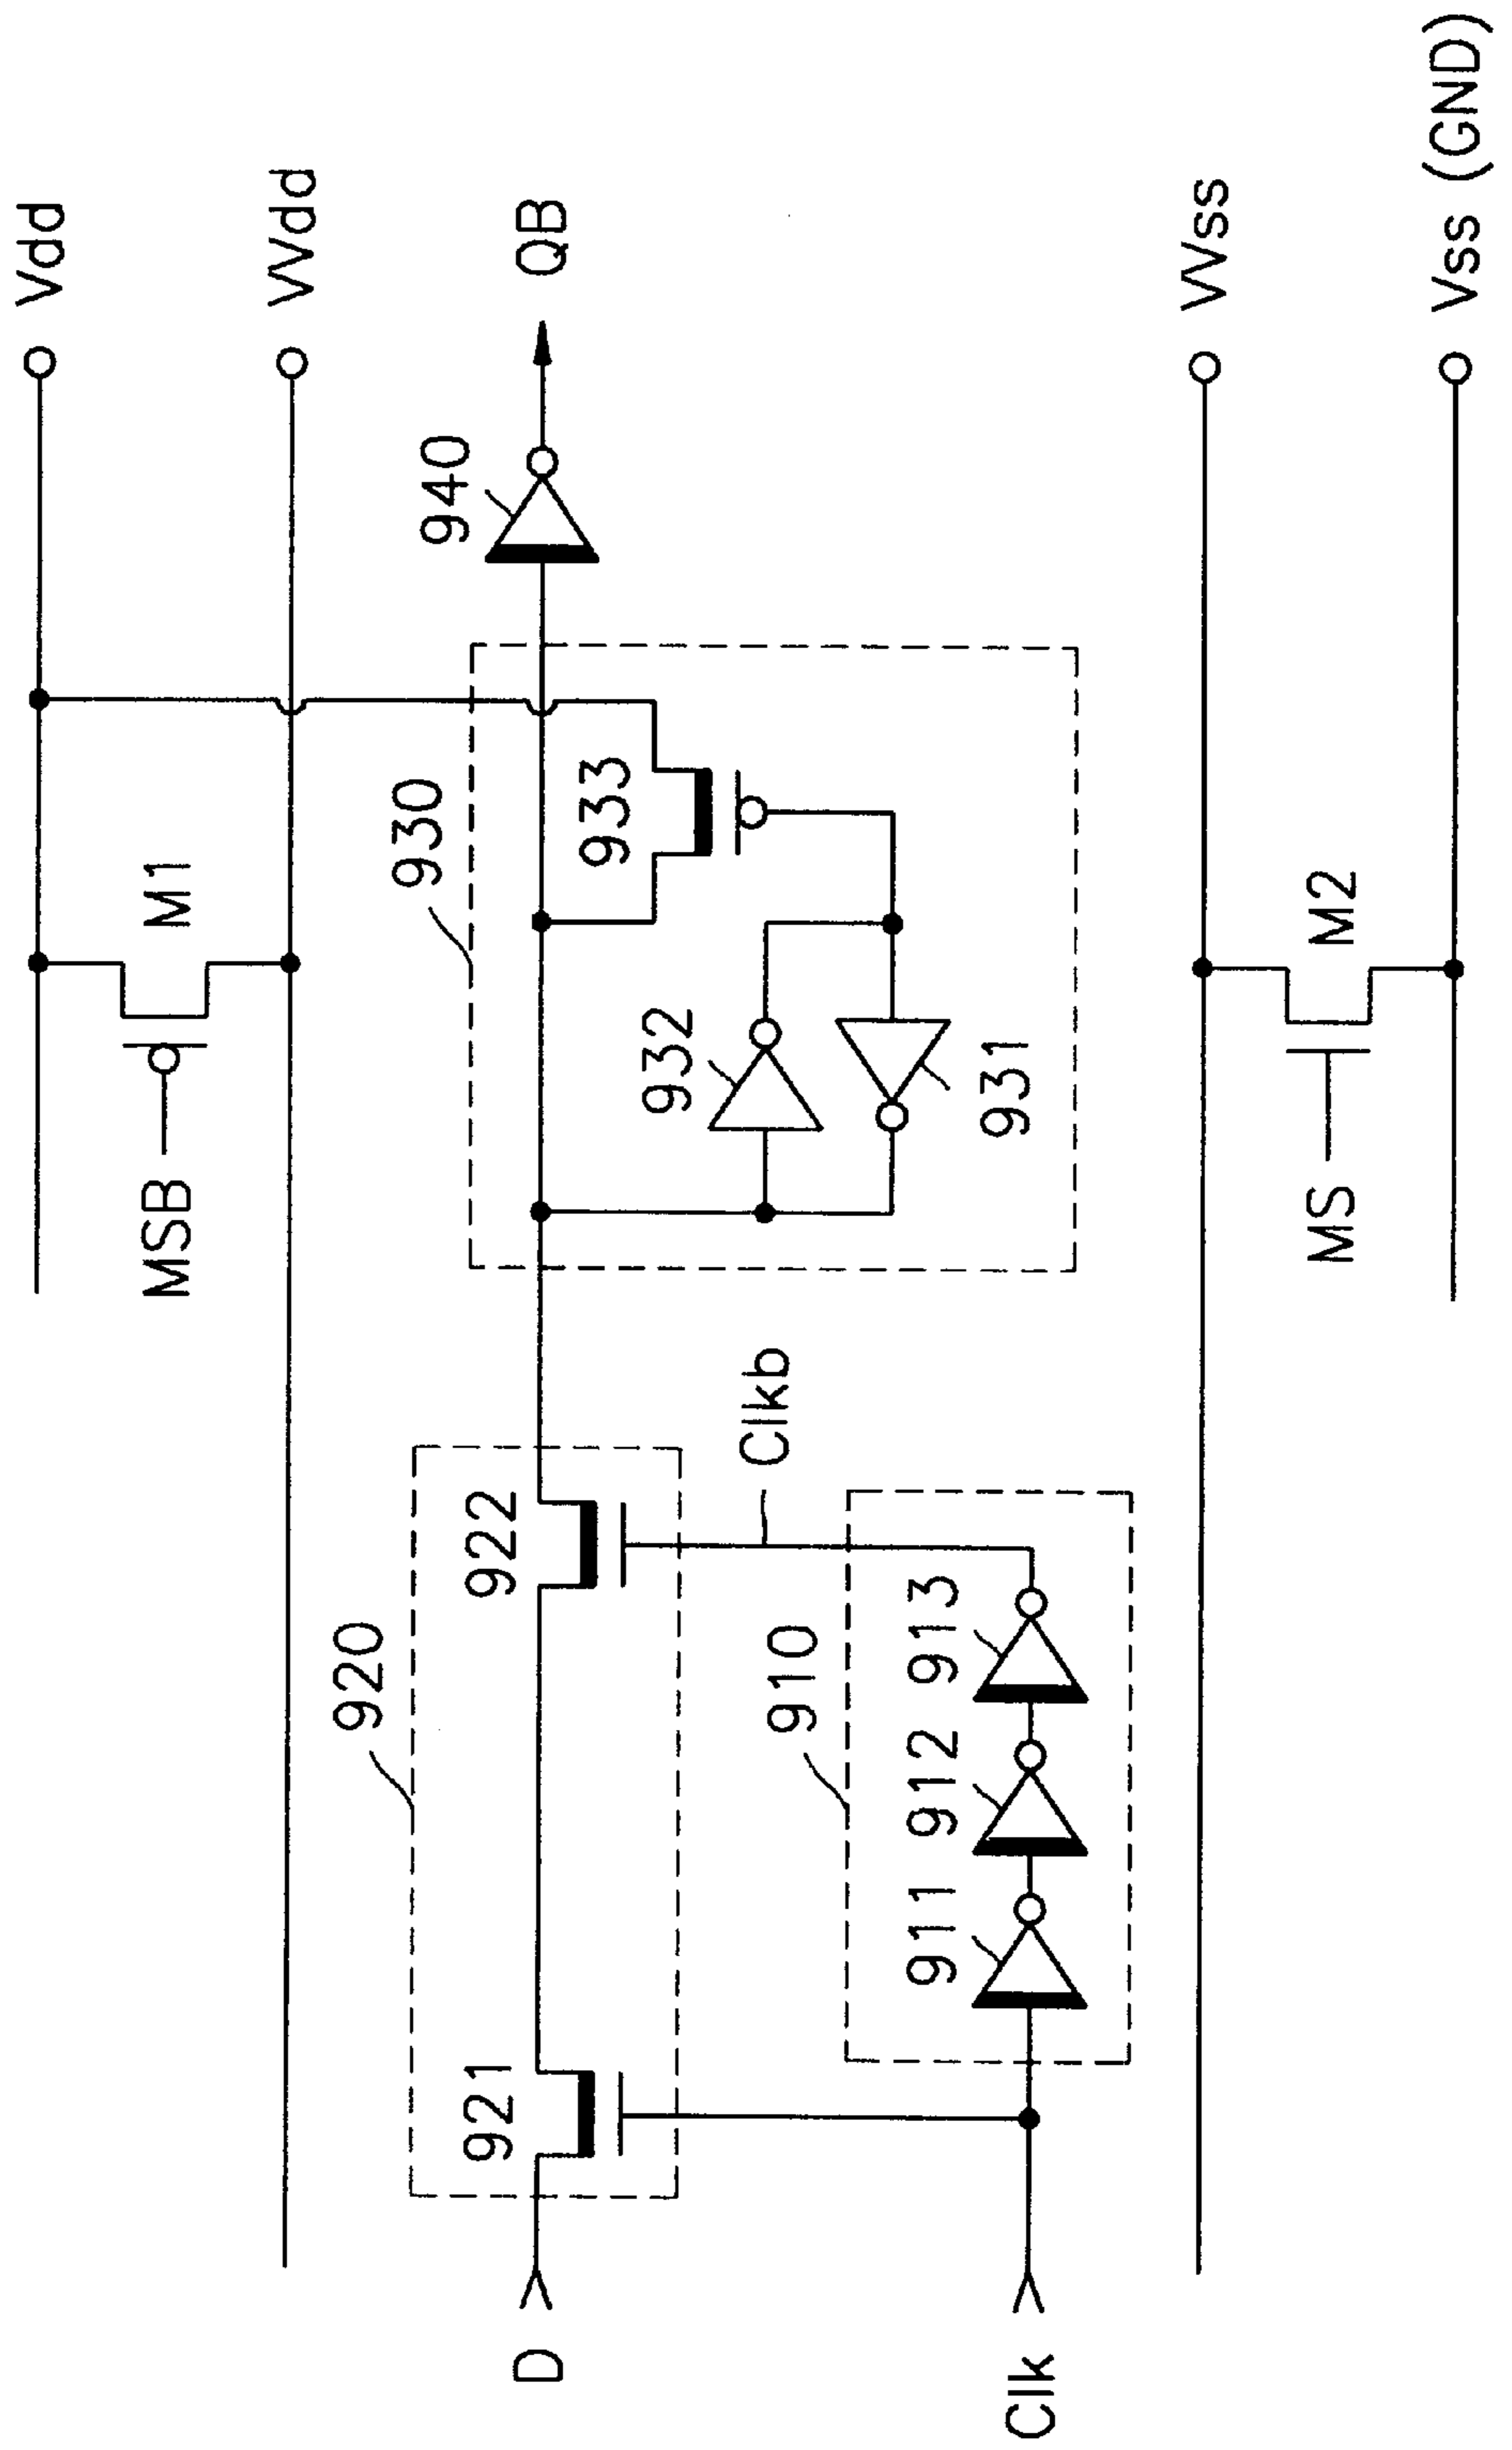 Vdd
M1
MSB
VVdd
QB
940
930
933
932
931
920
922
921
D
Clkb
910
913
912
911
Clk
VVss
M2
MS
Vss (GND)